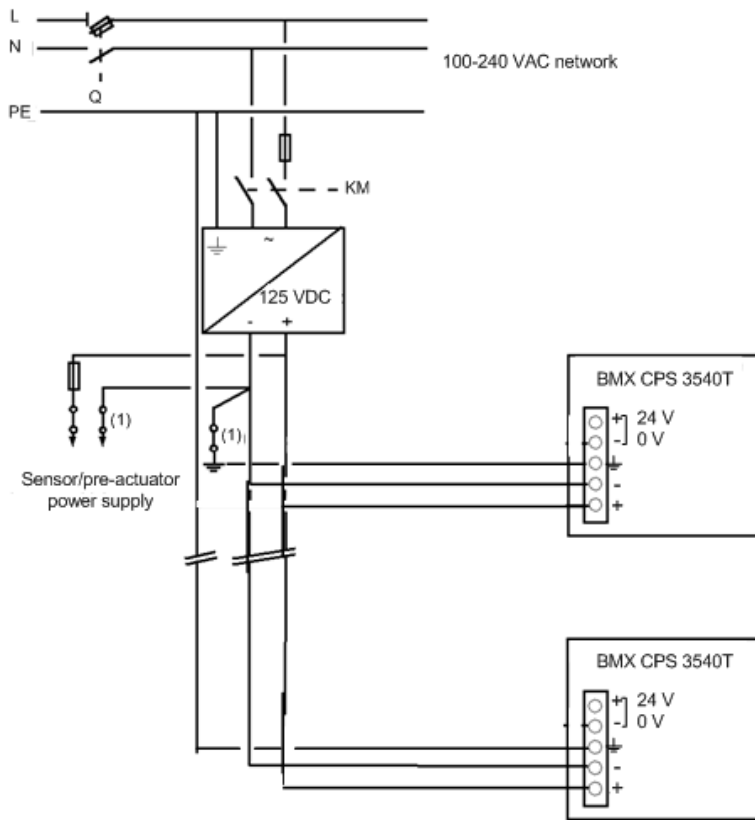 L
N
100-240 VAC network
Q
PE
KM
~
125 VDC
- +
BMX CPS 3540T
+ 24 V
- 0 V
(1)
(1)
-
+
Sensor/pre-actuator
power supply
BMX CPS 3540T
+ 24 V
- 0 V
-
+